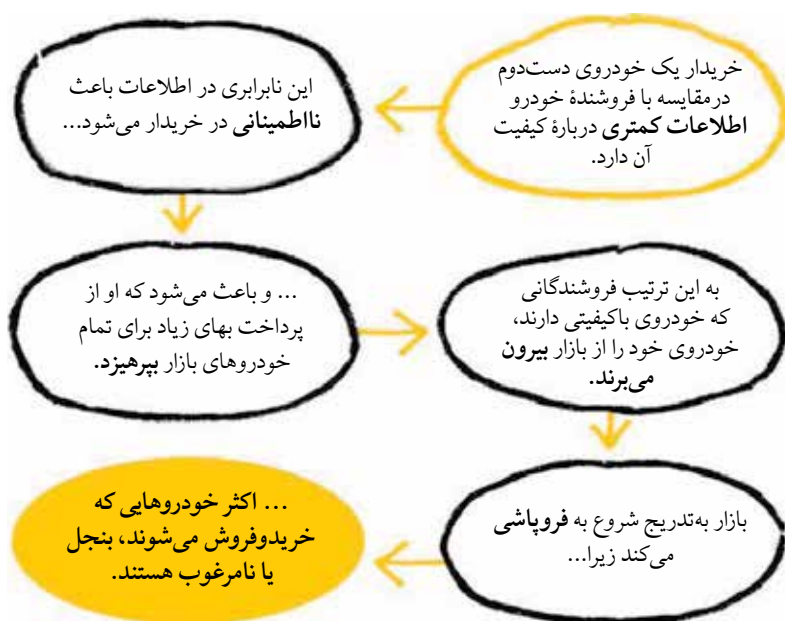 خریدار یک خودروی دست‌دوم
درمقایسه با فروشندهٔ خودرو
اطلاعات کمتری دربارهٔ کیفیت
آن دارد.
این نابرابری در اطلاعات باعث
نااطمینانی در خریدار می‌شود...
... و باعث می‌شود که او از
پرداخت بهای زیاد برای تمام
خودروهای بازار بپرهیزد.
به این ترتیب فروشندگانی
که خودروی باکیفیتی دارند،
خودروی خود را از بازار بیرون
می‌برند.
بازار به‌تدریج شروع به فروپاشی
می‌کند زیرا...
... اکثر خودروهایی که
خریدوفروش می‌شوند، بنجل
یا نامرغوب هستند.